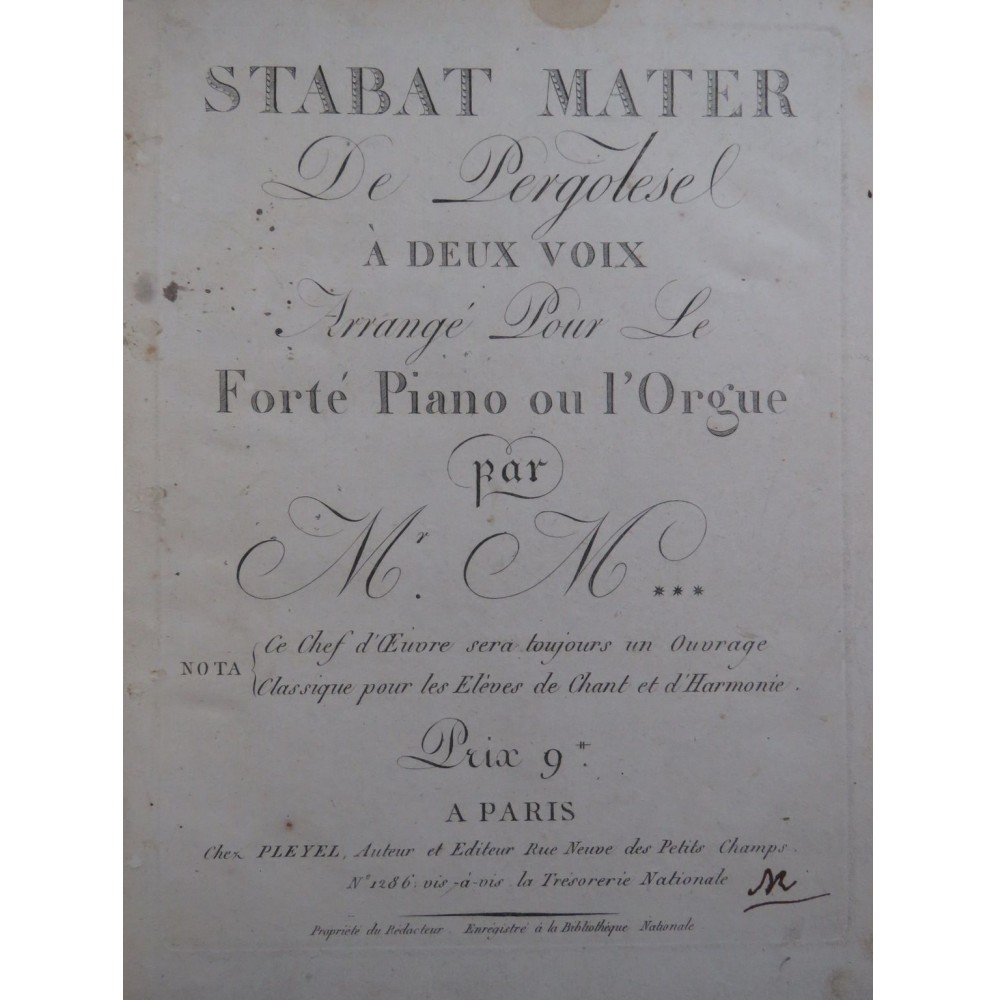 STABAT MATER
De Pergolese
À DEUX VOIX
Arrangé Pour Le
Forté Piano ou l'Orgue
par
Mr. M***
NOTA { Ce Chef d'Œuvre sera toujours un Ouvrage
Classique pour les Elèves de Chant et d'Harmonie.
Prix 9⁺⁺.
A PARIS
Chez PLEYEL, Auteur et Editeur Rue Neuve des Petits Champs.
No. 1286. vis-à-vis la Trésorerie Nationale
Propriété du Rédacteur Enrégistré à la Bibliothèque Nationale